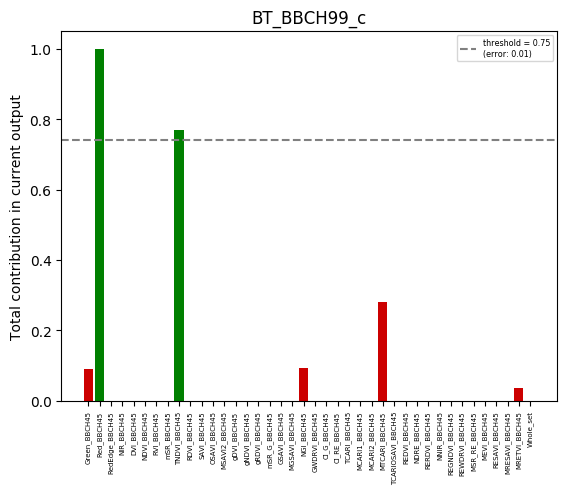 BT_BBCH99_c
threshold = 0.75
(error: 0.01)
Total contribution in current output
1.0
0.8
0.6
0.4
0.2
0.0
Green_BBCH45
Red_BBCH45
RedEdge_BBCH45
NIR_BBCH45
DVI_BBCH45
NDVI_BBCH45
RVI_BBCH45
mSR_BBCH45
TNDVI_BBCH45
RDVI_BBCH45
SAVI_BBCH45
OSAVI_BBCH45
MSAVI2_BBCH45
gDVI_BBCH45
gNDVI_BBCH45
gRDVI_BBCH45
mSR_G_BBCH45
GSAVI_BBCH45
MGSAVI_BBCH45
NGI_BBCH45
GWDRVI_BBCH45
CI_G_BBCH45
CI_RE_BBCH45
TCARI_BBCH45
MCARI1_BBCH45
MCARI2_BBCH45
MTCARI_BBCH45
TCARIOSAVI_BBCH45
REDVI_BBCH45
NDRE_BBCH45
RERDVI_BBCH45
NNIR_BBCH45
REGNDVI_BBCH45
REWDRVI_BBCH45
MSR_RE_BBCH45
MEVI_BBCH45
RESAVI_BBCH45
MRESAVI_BBCH45
MRETVI_BBCH45
Whole_set